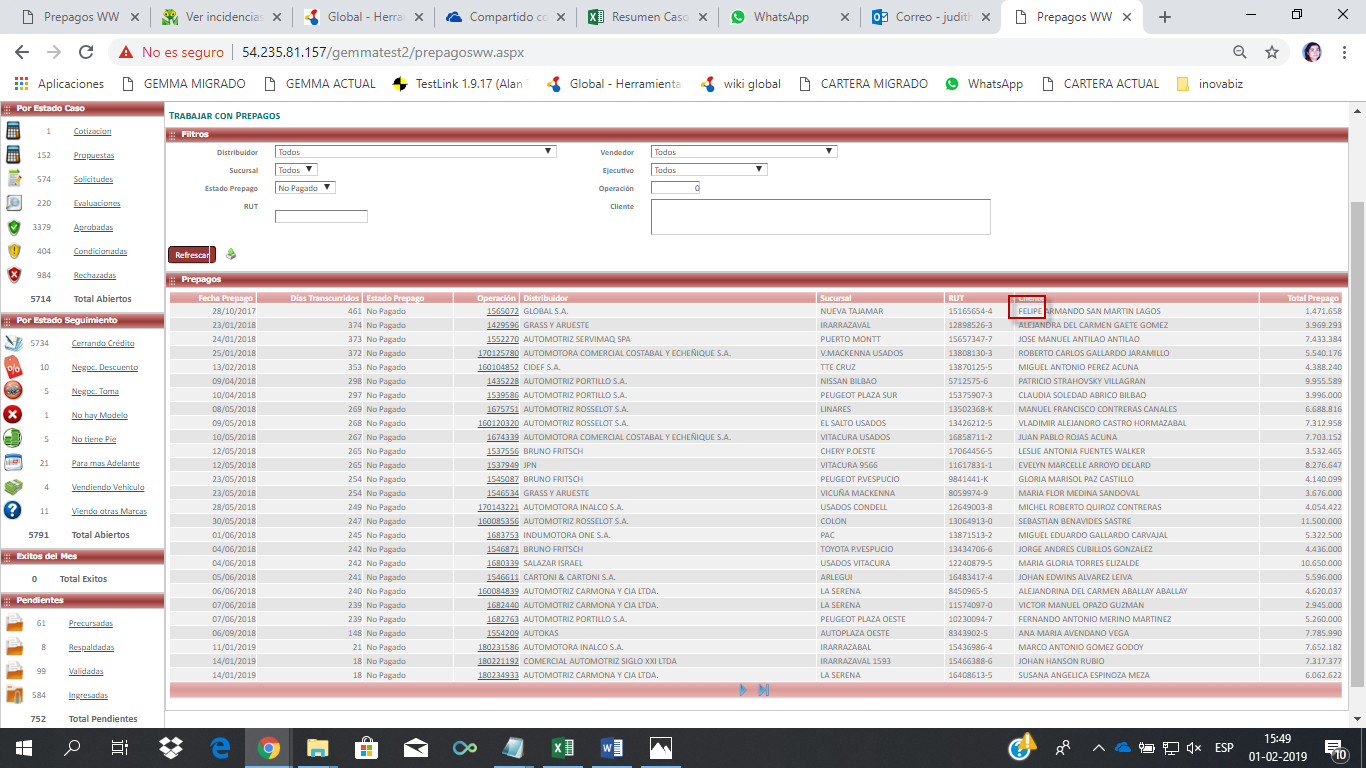 Prepagos WW
Ver incidencias
Global - Herra
Compartido co
Resumen Caso
WhatsApp
Correo - judith
Prepagos WW
No es seguro | 54.235.81.157/gemmatest2/prepagosww.aspx
Aplicaciones GEMMA MIGRADO GEMMA ACTUAL TestLink 1.9.17 (Alan Global - Herramienta wiki global CARTERA MIGRADO WhatsApp CARTERA ACTUAL inovabiz
Por Estado Caso
1 Cotizacion
152 Propuestas
574 Solicitudes
220 Evaluaciones
3379 Aprobadas
404 Condicionadas
984 Rechazadas
5714 Total Abiertos
Por Estado Seguimiento
5734 Cerrando Crédito
10 Negoc. Descuento
5 Negoc. Toma
1 No hay Modelo
5 No tiene Pie
21 Para mas Adelante
4 Vendiendo Vehículo
11 Viendo otras Marcas
5791 Total Abiertos
Exitos del Mes
0 Total Exitos
Pendientes
61 Precursadas
8 Respaldadas
99 Validadas
584 Ingresadas
752 Total Pendientes
TRABAJAR CON PREPAGOS
Filtros
Distribuidor Todos Vendedor Todos
Sucursal Todos Ejecutivo Todos
Estado Prepago No Pagado Operación 0
RUT Cliente
Refrescar
Prepagos
Fecha Prepago Días Transcurridos Estado Prepago Operación Distribuidor Sucursal RUT Cliente Total Prepago
28/10/2017 461 No Pagado 1565072 GLOBAL S.A. NUEVA TAJAMAR 15165654-4 FELIPE ARMANDO SAN MARTIN LAGOS 1.471.658
23/01/2018 374 No Pagado 1429596 GRASS Y ARUESTE IRARRAZAVAL 12898526-3 ALEJANDRA DEL CARMEN GAETE GOMEZ 3.969.293
24/01/2018 373 No Pagado 1552270 AUTOMOTRIZ SERVIMAQ SPA PUERTO MONTT 15657347-7 JOSE MANUEL ANTILAO ANTILAO 7.433.384
25/01/2018 372 No Pagado 170125780 AUTOMOTORA COMERCIAL COSTABAL Y ECHEÑIQUE S.A. V.MACKENNA USADOS 13808130-3 ROBERTO CARLOS GALLARDO JARAMILLO 5.540.176
13/02/2018 353 No Pagado 160104852 CIDEF S.A. TTE CRUZ 13870125-5 MIGUEL ANTONIO PEREZ ACUNA 4.388.240
09/04/2018 298 No Pagado 1435228 AUTOMOTRIZ PORTILLO S.A. NISSAN BILBAO 5712575-6 PATRICIO STRAHOVSKY VILLAGRAN 9.955.589
10/04/2018 297 No Pagado 1539586 AUTOMOTRIZ PORTILLO S.A. PEUGEOT PLAZA SUR 15375907-3 CLAUDIA SOLEDAD ABRICO BILBAO 3.996.000
08/05/2018 269 No Pagado 1675751 AUTOMOTRIZ ROSSELOT S.A. LINARES 13502368-K MANUEL FRANCISCO CONTRERAS CANALES 6.688.816
09/05/2018 268 No Pagado 160120320 AUTOMOTRIZ ROSSELOT S.A. EL SALTO USADOS 13426212-5 VLADIMIR ALEJANDRO CASTRO HORMAZABAL 7.312.958
10/05/2018 267 No Pagado 1674339 AUTOMOTORA COMERCIAL COSTABAL Y ECHEÑIQUE S.A. VITACURA USADOS 16858711-2 JUAN PABLO ROJAS ACUNA 7.703.152
12/05/2018 265 No Pagado 1537556 BRUNO FRITSCH CHERY P.OESTE 17064456-5 LESLIE ANTONIA FUENTES WALKER 3.532.465
12/05/2018 265 No Pagado 1537949 JPN VITACURA 9566 11617831-1 EVELYN MARCELLE ARROYO DELARD 8.276.647
23/05/2018 254 No Pagado 1545087 BRUNO FRITSCH PEUGEOT P.VESPUCIO 9841441-K GLORIA MARISOL PAZ CASTILLO 4.140.099
23/05/2018 254 No Pagado 1546534 GRASS Y ARUESTE VICUÑA MACKENNA 8059974-9 MARIA FLOR MEDINA SANDOVAL 3.676.000
28/05/2018 249 No Pagado 170143221 AUTOMOTORA INALCO S.A. USADOS CONDELL 12649003-8 MICHEL ROBERTO QUIROZ CONTRERAS 4.054.422
30/05/2018 247 No Pagado 160085356 AUTOMOTRIZ ROSSELOT S.A. COLON 13064913-0 SEBASTIAN BENAVIDES SASTRE 11.500.000
01/06/2018 245 No Pagado 1683753 INDUMOTORA ONE S.A. PAC 13871513-2 MIGUEL EDUARDO GALLARDO CARVAJAL 5.322.500
04/06/2018 242 No Pagado 1546871 BRUNO FRITSCH TOYOTA P.VESPUCIO 13434706-6 JORGE ANDRES CUBILLOS GONZALEZ 4.436.000
04/06/2018 242 No Pagado 1680339 SALAZAR ISRAEL USADOS VITACURA 12240879-5 MARIA GLORIA TORRES ELIZALDE 10.650.000
05/06/2018 241 No Pagado 1546611 CARTONI & CARTONI S.A. ARLEGUI 16483417-4 JOHAN EDWINS ALVAREZ LEIVA 5.596.000
06/06/2018 240 No Pagado 160084839 AUTOMOTRIZ CARMONA Y CIA LTDA. LA SERENA 8450965-5 ALEJANDRINA DEL CARMEN ABALLAY ABALLAY 4.620.037
07/06/2018 239 No Pagado 1682440 AUTOMOTRIZ CARMONA Y CIA LTDA. LA SERENA 11574097-0 VICTOR MANUEL OPAZO GUZMAN 2.945.000
07/06/2018 239 No Pagado 1682763 AUTOMOTRIZ PORTILLO S.A. PEUGEOT PLAZA OESTE 10230094-7 FERNANDO ANTONIO MERINO MARTINEZ 5.260.000
06/09/2018 148 No Pagado 1554209 AUTOKAS AUTOPLAZA OESTE 8343902-5 ANA MARIA AVENDANO VEGA 7.785.990
11/01/2019 21 No Pagado 180231586 AUTOMOTORA INALCO S.A. IRARRAZABAL 15436986-4 MARCO ANTONIO GOMEZ GODOY 7.652.182
14/01/2019 18 No Pagado 180221192 COMERCIAL AUTOMOTRIZ SIGLO XXI LTDA IRARRAZAVAL 1593 15466388-6 JOHAN HANSON RUBIO 7.317.377
14/01/2019 18 No Pagado 180234933 AUTOMOTRIZ CARMONA Y CIA LTDA. LA SERENA 16408613-5 SUSANA ANGELICA ESPINOZA MEZA 6.062.622
ESP
15:49
01-02-2019
10